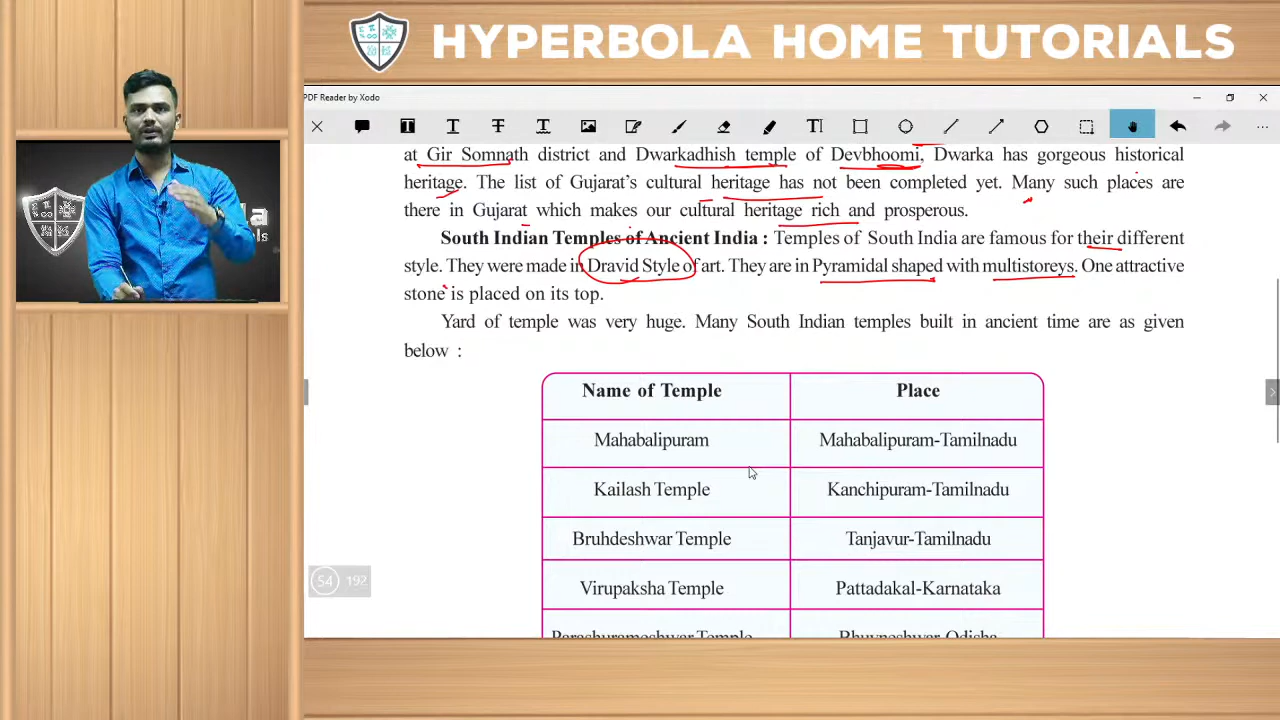 HYPERBOLA HOME TUTORIALS
PDF Reader by Xodo
at Gir Somnath district and Dwarkadhish temple of Devbhoomi, Dwarka has gorgeous historical
heritage. The list of Gujarat's cultural heritage has not been completed yet. Many such places are
there in Gujarat which makes our cultural heritage rich and prosperous.
South Indian Temples of Ancient India : Temples of South India are famous for their different
style. They were made in Dravid Style of art. They are in Pyramidal shaped with multistoreys. One attractive
stone is placed on its top.
Yard of temple was very huge. Many South Indian temples built in ancient time are as given
below :
Name of Temple Place
Mahabalipuram Mahabalipuram-Tamilnadu
Kailash Temple Kanchipuram-Tamilnadu
Bruhdeshwar Temple Tanjavur-Tamilnadu
Virupaksha Temple Pattadakal-Karnataka
Parashurameshwar Temple Bhuvneshwar-Odisha
54 192